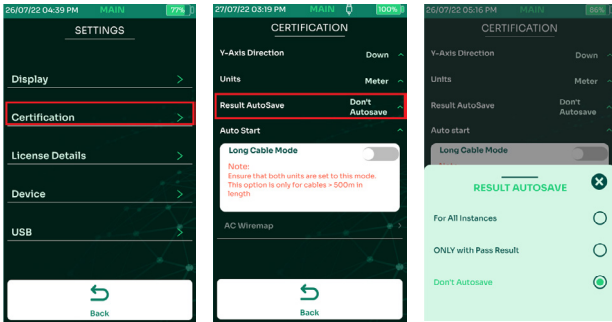 26/07/22 04:39 PM MAIN 77%
SETTINGS
Display
Certification
License Details
Device
USB
Back
27/07/22 03:19 PM MAIN 100%
CERTIFICATION
Y-Axis Direction Down
Units Meter
Result AutoSave Don't
Autosave
Auto Start
Long Cable Mode
Note:
Ensure that both units are set to this mode.
This option is only for cables > 500m in
length
AC Wiremap
Back
26/07/22 05:16 PM MAIN 86%
CERTIFICATION
Y-Axis Direction Down
Units Meter
Result AutoSave Don't
Autosave
Auto start
Long Cable Mode
RESULT AUTOSAVE
For All Instances
ONLY with Pass Result
Don't Autosave